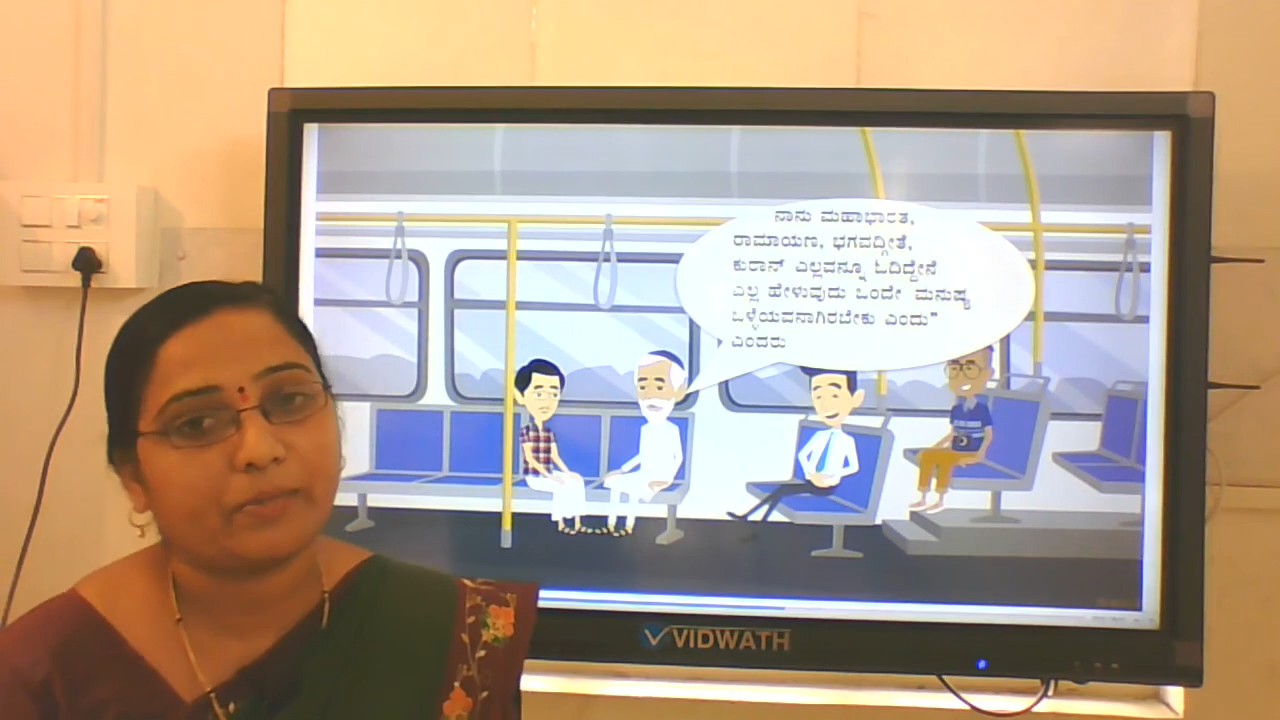 ನಾನು ಮಹಾಭಾರತ,
ರಾಮಾಯಣ, ಭಗವದ್ಗೀತೆ,
ಕುರಾನ್ ಎಲ್ಲವನ್ನೂ ಓದಿದ್ದೇನೆ
ಎಲ್ಲ ಹೇಳುವುದು ಒಂದೇ ಮನುಷ್ಯ
ಒಳ್ಳೆಯವನಾಗಿರಬೇಕು ಎಂದು"
ಎಂದರು
VIDWATH